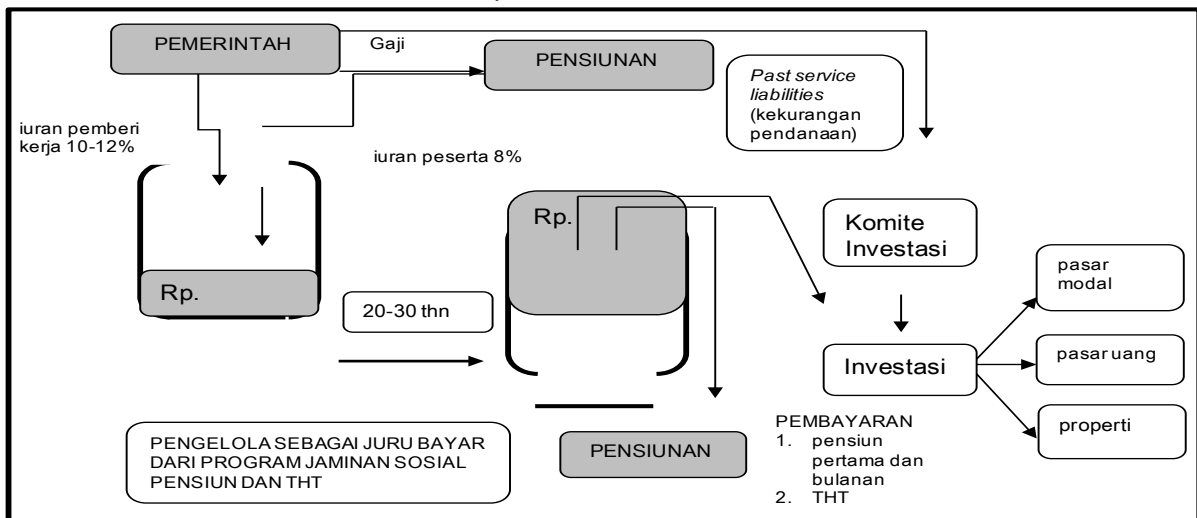 PEMERINTAH
Gaji
PENSIUNAN
Past service
liabilities
(kekurangan
pendanaan)
iuran pemberi
kerja 10-12%
iuran peserta 8%
Rp.
20-30 thn
Rp.
Komite
Investasi
Investasi
pasar
modal
pasar uang
properti
PENGELOLA SEBAGAI JURU BAYAR
DARI PROGRAM JAMINAN SOSIAL
PENSIUN DAN THT
PENSIUNAN
PEMBAYARAN
1. pensiun
pertama dan
bulanan
2. THT